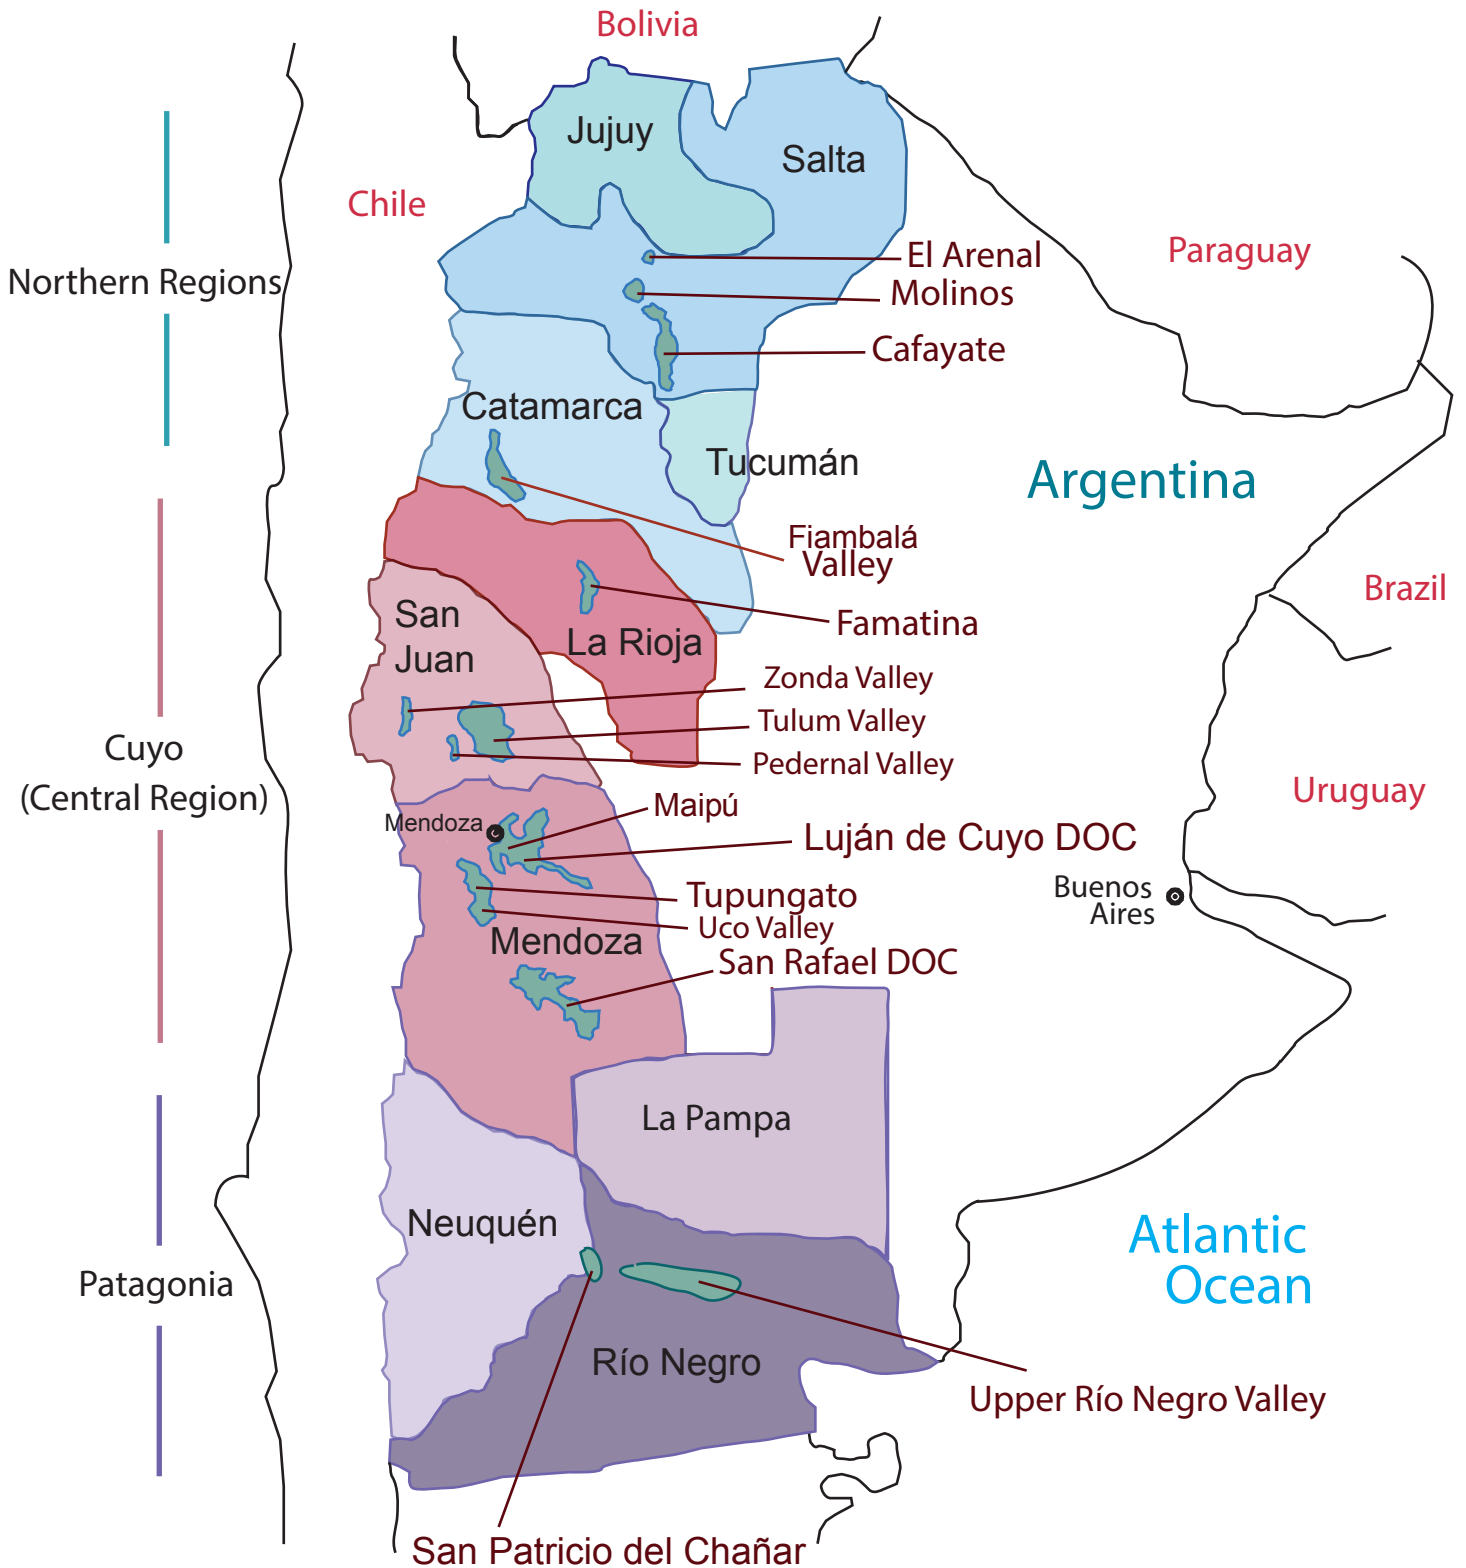 Bolivia
Jujuy
Salta
Chile
Paraguay
El Arenal
Northern Regions
Molinos
Cafayate
Catamarca
Tucumán
Argentina
Fiambalá
Valley
Brazil
San
Juan
Famatina
La Rioja
Zonda Valley
Tulum Valley
Cuyo
(Central Region)
Pedernal Valley
Uruguay
Maipú
Mendoza
Luján de Cuyo DOC
Buenos
Aires
Tupungato
Uco Valley
Mendoza
San Rafael DOC
La Pampa
Neuquén
Atlantic
Ocean
Patagonia
Río Negro
Upper Río Negro Valley
San Patricio del Chañar